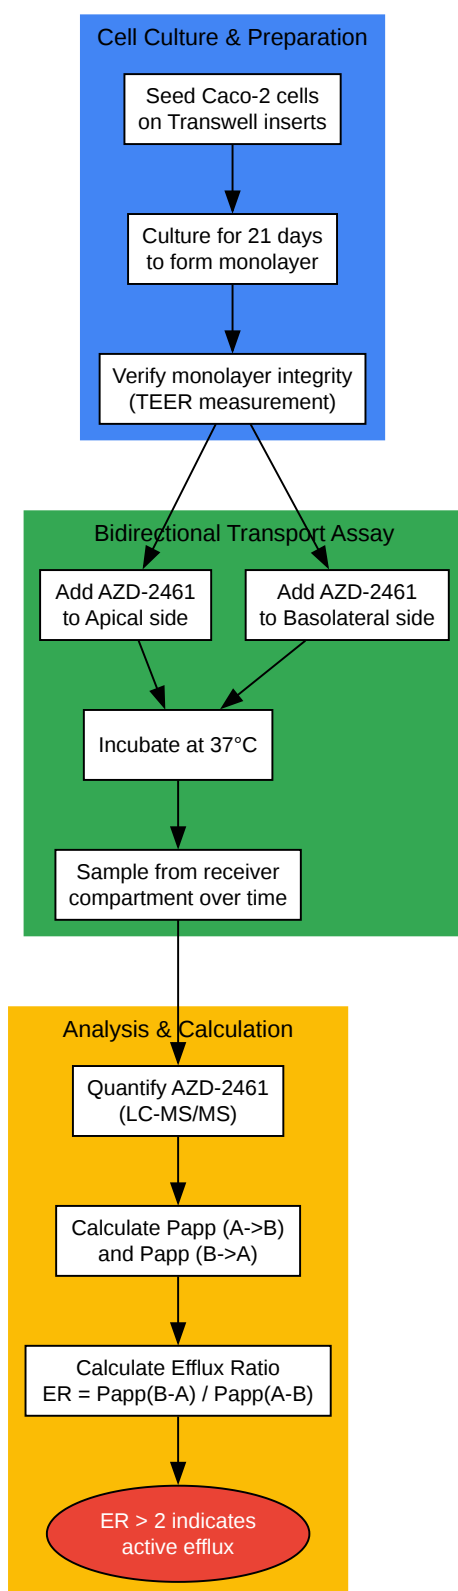 Cell Culture & Preparation
Seed Caco-2 cells
on Transwell inserts
Culture for 21 days
to form monolayer
Verify monolayer integrity
(TEER measurement)
Bidirectional Transport Assay
Add AZD-2461
to Apical side
Add AZD-2461
to Basolateral side
Incubate at 37°C
Sample from receiver
compartment over time
Analysis & Calculation
Quantify AZD-2461
(LC-MS/MS)
Calculate Papp (A->B)
and Papp (B->A)
Calculate Efflux Ratio
ER = Papp(B-A) / Papp(A-B)
ER > 2 indicates
active efflux